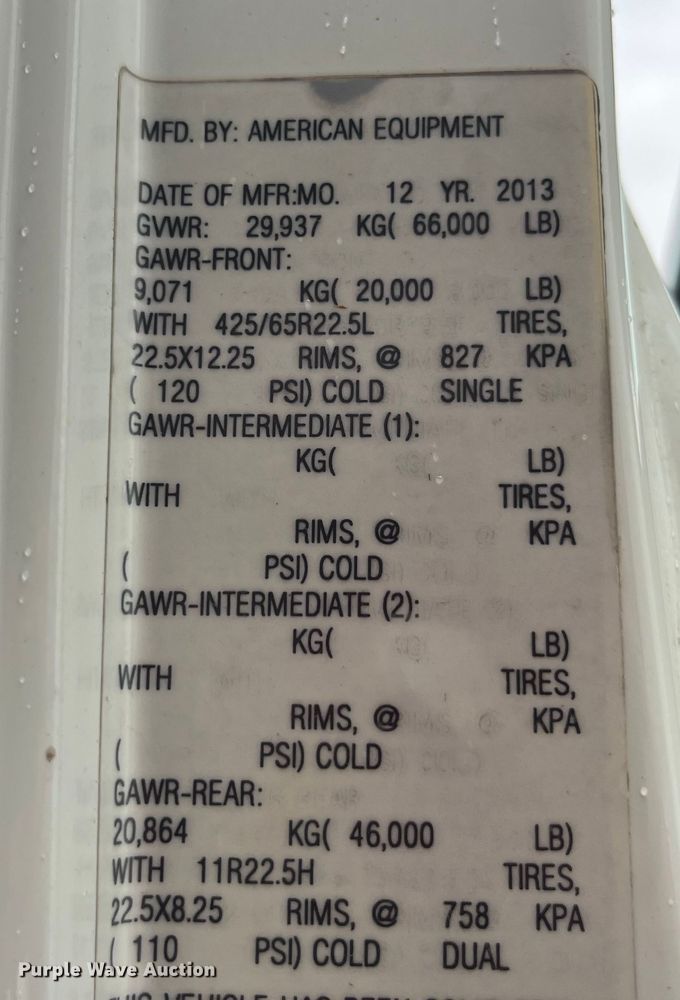 MFD. BY: AMERICAN EQUIPMENT
DATE OF MFR:MO. 12 YR. 2013
GVWR: 29,937 KG( 66,000 LB)
GAWR-FRONT:
9,071 KG( 20,000 LB)
WITH 425/65R22.5L TIRES,
22.5X12.25 RIMS, @ 827 KPA
( 120 PSI) COLD SINGLE
GAWR-INTERMEDIATE (1):
KG( LB)
WITH TIRES,
RIMS, @ KPA
( PSI) COLD
GAWR-INTERMEDIATE (2):
KG( LB)
WITH TIRES,
RIMS, @ KPA
( PSI) COLD
GAWR-REAR:
20,864 KG( 46,000 LB)
WITH 11R22.5H TIRES,
22.5X8.25 RIMS, @ 758 KPA
( 110 PSI) COLD DUAL
Purple Wave Auction